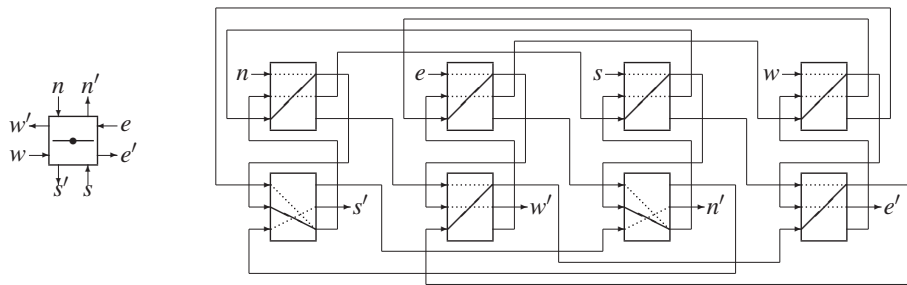 n n′
w′ e
w e′
s′ s
n e s w
s′ w′ n′ e′